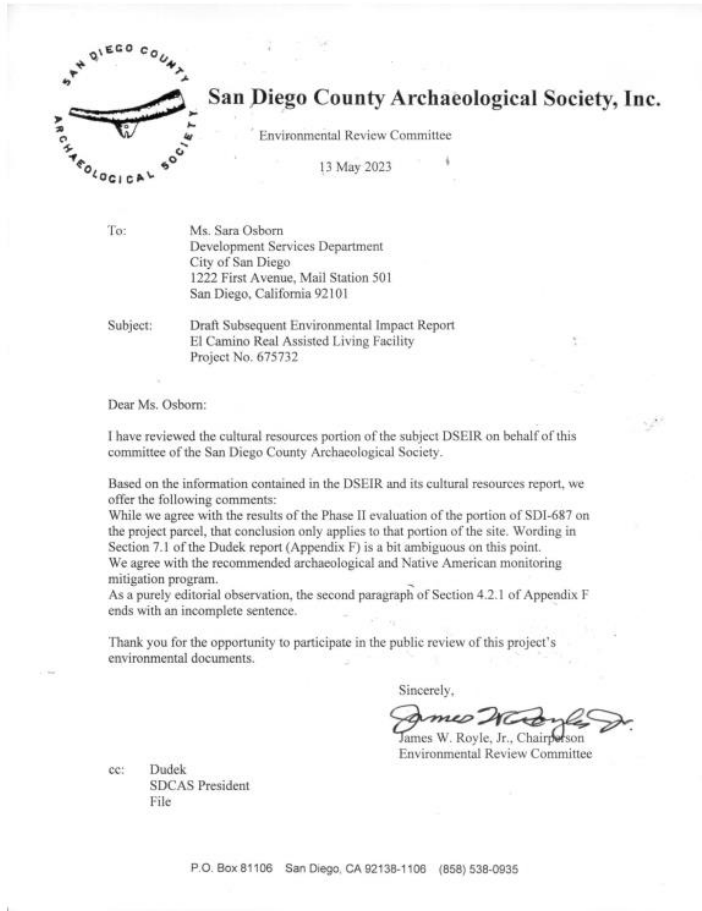 SAN DIEGO COUNTY
ARCHAEOLOGICAL SOCIETY
San Diego County Archaeological Society, Inc.
Environmental Review Committee
13 May 2023
To: Ms. Sara Osborn
Development Services Department
City of San Diego
1222 First Avenue, Mail Station 501
San Diego, California 92101
Subject: Draft Subsequent Environmental Impact Report
El Camino Real Assisted Living Facility
Project No. 675732
Dear Ms. Osborn:
I have reviewed the cultural resources portion of the subject DSEIR on behalf of this
committee of the San Diego County Archaeological Society.
Based on the information contained in the DSEIR and its cultural resources report, we
offer the following comments:
While we agree with the results of the Phase II evaluation of the portion of SDI-687 on
the project parcel, that conclusion only applies to that portion of the site. Wording in
Section 7.1 of the Dudek report (Appendix F) is a bit ambiguous on this point.
We agree with the recommended archaeological and Native American monitoring
mitigation program.
As a purely editorial observation, the second paragraph of Section 4.2.1 of Appendix F
ends with an incomplete sentence.
Thank you for the opportunity to participate in the public review of this project's
environmental documents.
Sincerely,
James W Royle Jr.
James W. Royle, Jr., Chairperson
Environmental Review Committee
cc: Dudek
SDCAS President
File
P.O. Box 81106 San Diego, CA 92138-1106 (858) 538-0935